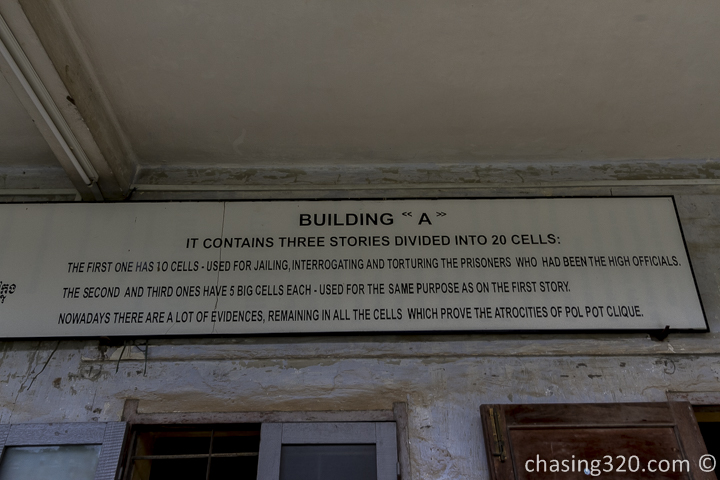 BUILDING “ A ”
IT CONTAINS THREE STORIES DIVIDED INTO 20 CELLS:
THE FIRST ONE HAS 10 CELLS - USED FOR JAILING, INTERROGATING AND TORTURING THE PRISONERS WHO HAD BEEN THE HIGH OFFICIALS.
THE SECOND AND THIRD ONES HAVE 5 BIG CELLS EACH - USED FOR THE SAME PURPOSE AS ON THE FIRST STORY.
NOWADAYS THERE ARE A LOT OF EVIDENCES, REMAINING IN ALL THE CELLS WHICH PROVE THE ATROCITIES OF POL POT CLIQUE.
chasing320.com ©